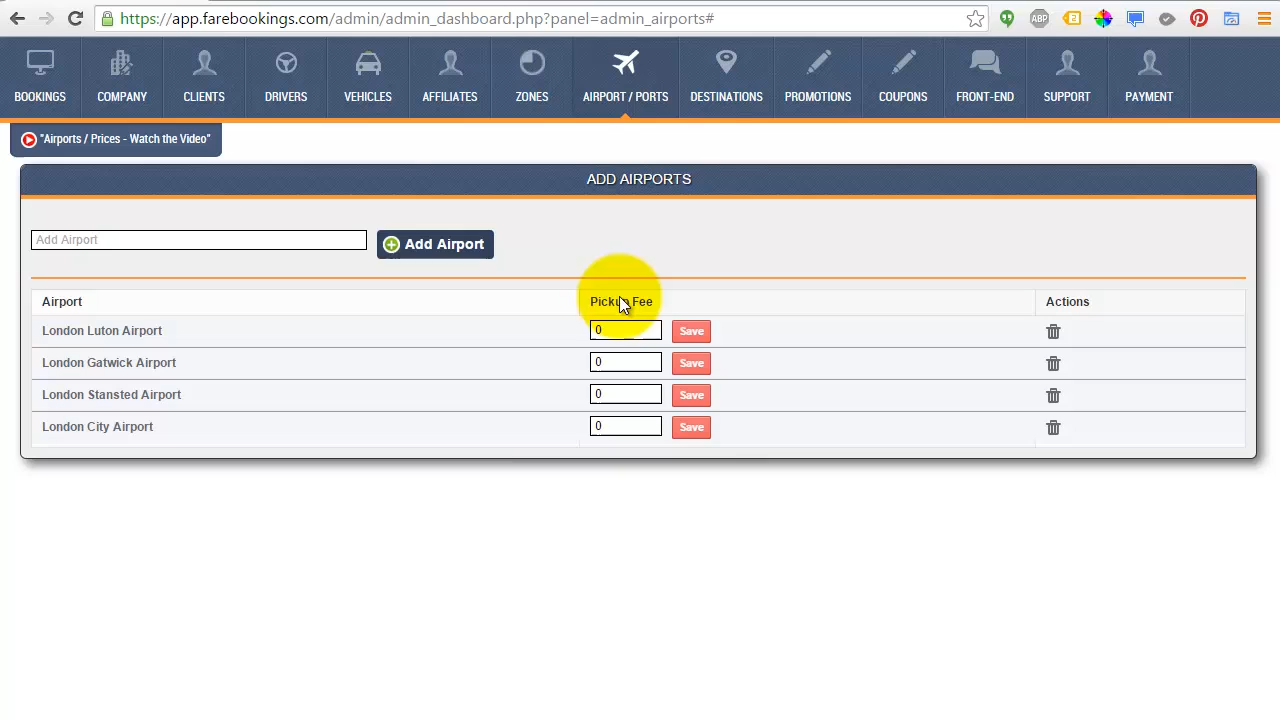 https://app.farebookings.com/admin/admin_dashboard.php?panel=admin_airports#
ABP
2
BOOKINGS COMPANY CLIENTS DRIVERS VEHICLES AFFILIATES ZONES AIRPORT / PORTS DESTINATIONS PROMOTIONS COUPONS FRONT-END SUPPORT PAYMENT
"Airports / Prices - Watch the Video"
ADD AIRPORTS
Add Airport Add Airport
Airport Pickup Fee Actions
London Luton Airport 0 Save
London Gatwick Airport 0 Save
London Stansted Airport 0 Save
London City Airport 0 Save